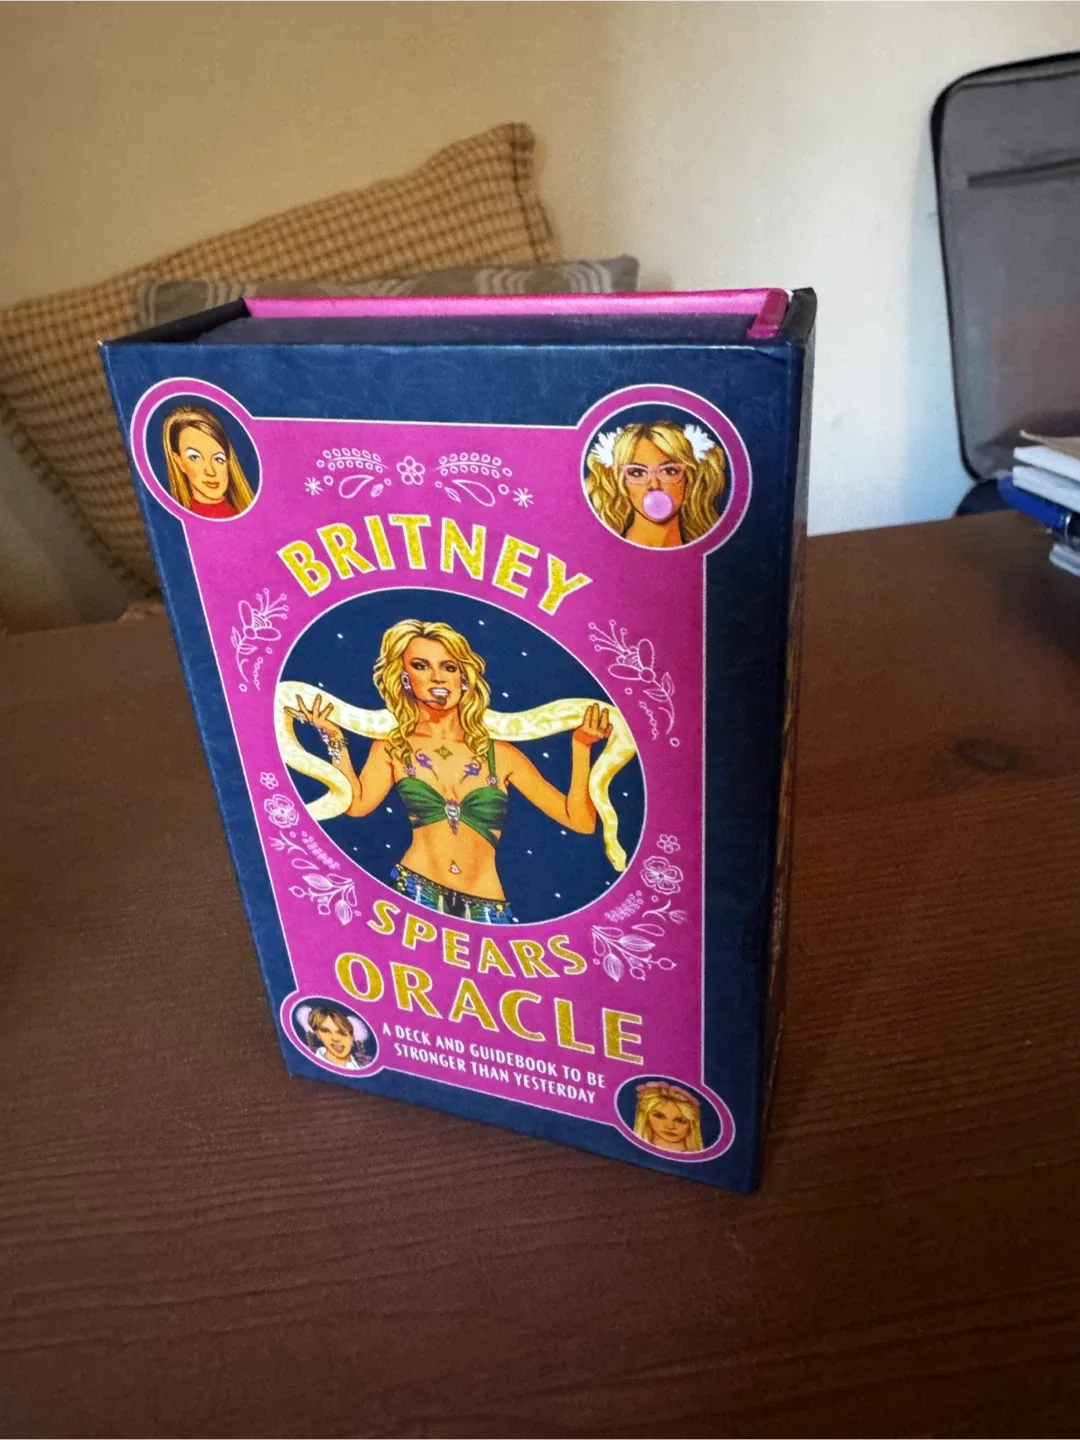 BRITNEY
SPEARS
ORACLE
A DECK AND GUIDEBOOK TO BE
STRONGER THAN YESTERDAY